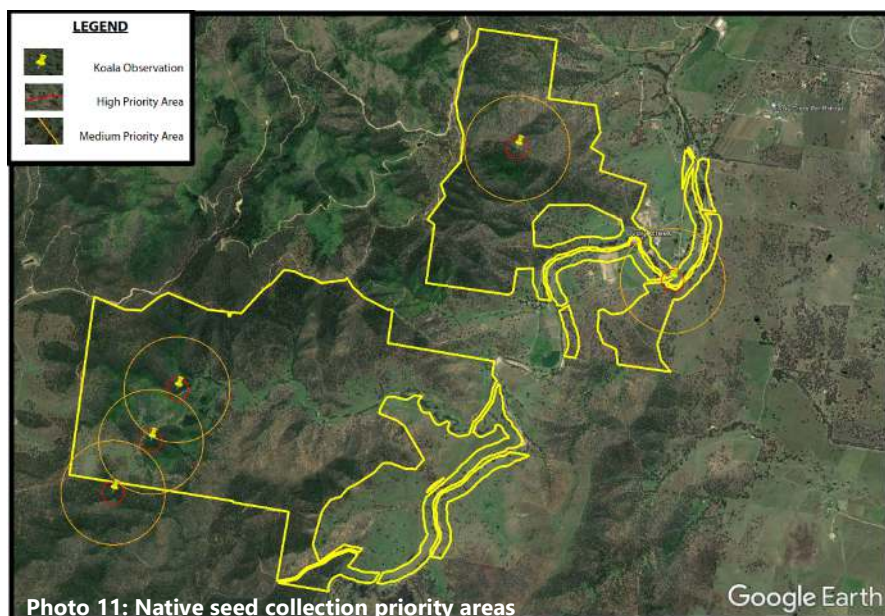 LEGEND
Koala Observation
High Priority Area
Medium Priority Area
Photo 11: Native seed collection priority areas
Google Earth